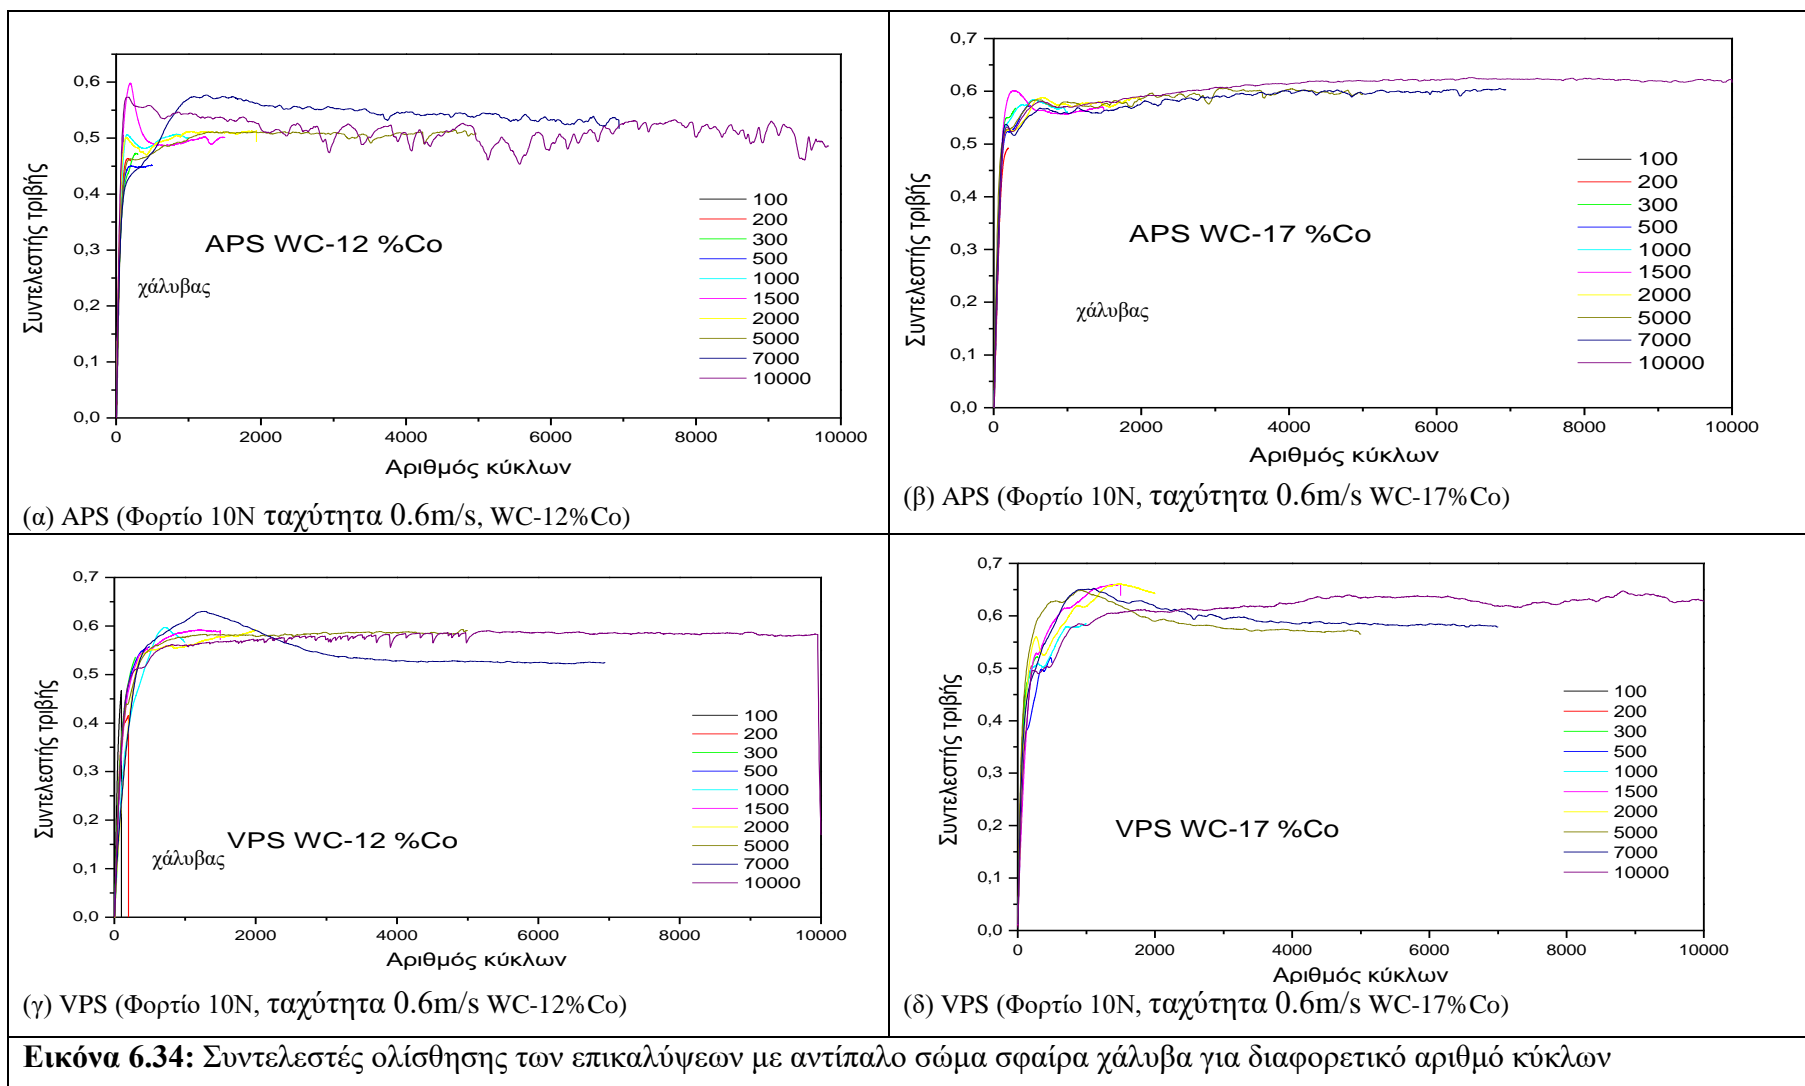 0,6
0,5
0,4
0,3
0,2
0,1
0,0
0 2000 4000 6000 8000 10000
Συντελεστής τριβής
Αριθμός κύκλων
APS WC-12 %Co
χάλυβας
100
200
300
500
1000
1500
2000
5000
7000
10000
(α) APS (Φορτίο 10N ταχύτητα 0.6m/s, WC-12%Co)
0,7
0,6
0,5
0,4
0,3
0,2
0,1
0,0
0 2000 4000 6000 8000 10000
Συντελεστής τριβής
Αριθμός κύκλων
APS WC-17 %Co
χάλυβας
100
200
300
500
1000
1500
2000
5000
7000
10000
(β) APS (Φορτίο 10N, ταχύτητα 0.6m/s WC-17%Co)
0,7
0,6
0,5
0,4
0,3
0,2
0,1
0,0
0 2000 4000 6000 8000 10000
Συντελεστής τριβής
Αριθμός κύκλων
VPS WC-12 %Co
χάλυβας
100
200
300
500
1000
1500
2000
5000
7000
10000
(γ) VPS (Φορτίο 10N, ταχύτητα 0.6m/s WC-12%Co)
0,7
0,6
0,5
0,4
0,3
0,2
0,1
0,0
0 2000 4000 6000 8000 10000
Συντελεστής τριβής
Αριθμός κύκλων
VPS WC-17 %Co
100
200
300
500
1000
1500
2000
5000
7000
10000
(δ) VPS (Φορτίο 10N, ταχύτητα 0.6m/s WC-17%Co)
Εικόνα 6.34: Συντελεστές ολίσθησης των επικαλύψεων με αντίπαλο σώμα σφαίρα χάλυβα για διαφορετικό αριθμό κύκλων